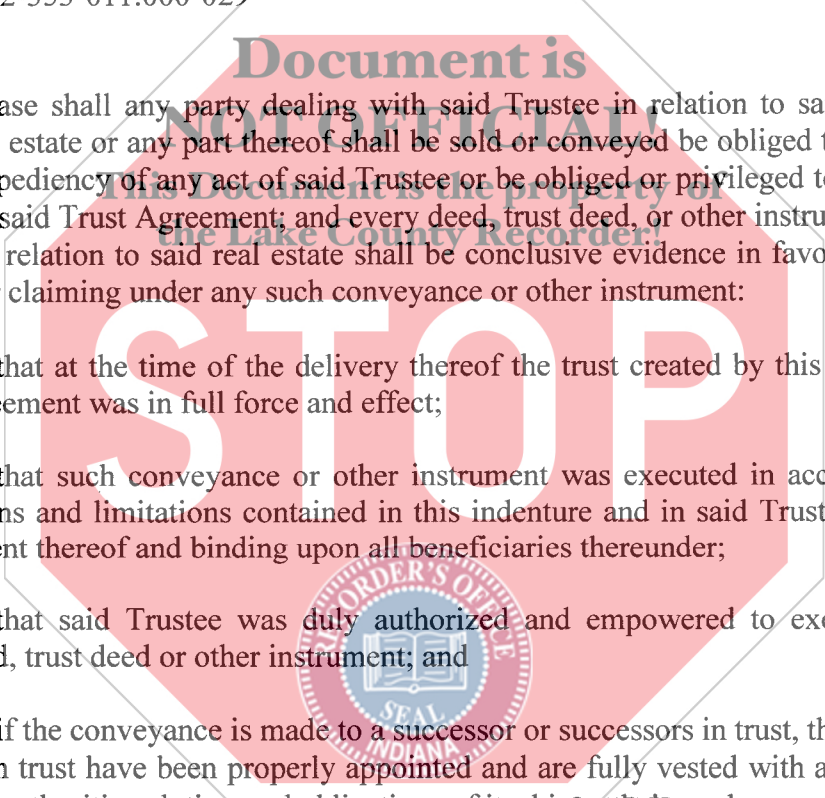 Document is
ase shall any party dealing with said Trustee in relation to sa
NOT OFFICIAL!
estate or any part thereof shall be sold or conveyed be obliged t
pediency of any act of said Trustee or be obliged or privileged to
This Document is the property of
said Trust Agreement; and every deed, trust deed, or other instru
the Lake County Recorder!
relation to said real estate shall be conclusive evidence in favo
claiming under any such conveyance or other instrument:
STOP
that at the time of the delivery thereof the trust created by this
eement was in full force and effect;
that such conveyance or other instrument was executed in acc
ns and limitations contained in this indenture and in said Trust
nt thereof and binding upon all beneficiaries thereunder;
RECORDER'S OFFICE
that said Trustee was duly authorized and empowered to exe
d, trust deed or other instrument; and
SEAL
INDIANA
if the conveyance is made to a successor or successors in trust, th
n trust have been properly appointed and are fully vested with a